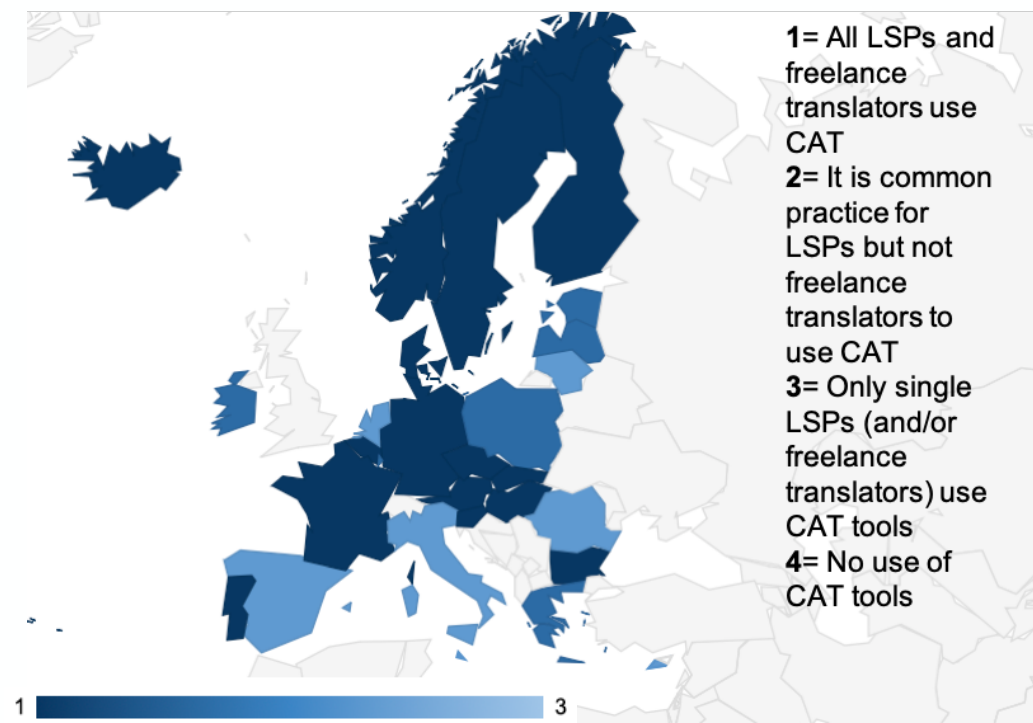 1= All LSPs and
freelance
translators use
CAT
2= It is common
practice for
LSPs but not
freelance
translators to
use CAT
3= Only single
LSPs (and/or
freelance
translators) use
CAT tools
4= No use of
CAT tools
1 3